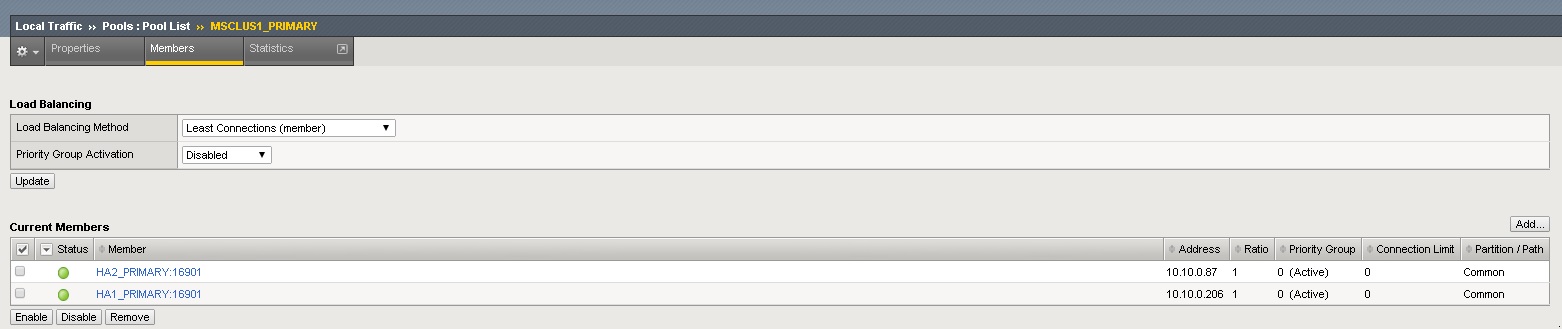 Local Traffic » Pools : Pool List » MSCLUS1_PRIMARY
Properties Members Statistics
Load Balancing
Load Balancing Method Least Connections (member)
Priority Group Activation Disabled
Update
Current Members Add...
Status Member Address Ratio Priority Group Connection Limit Partition / Path
HA2_PRIMARY:16901 10.10.0.87 1 0 (Active) 0 Common
HA1_PRIMARY:16901 10.10.0.206 1 0 (Active) 0 Common
Enable Disable Remove